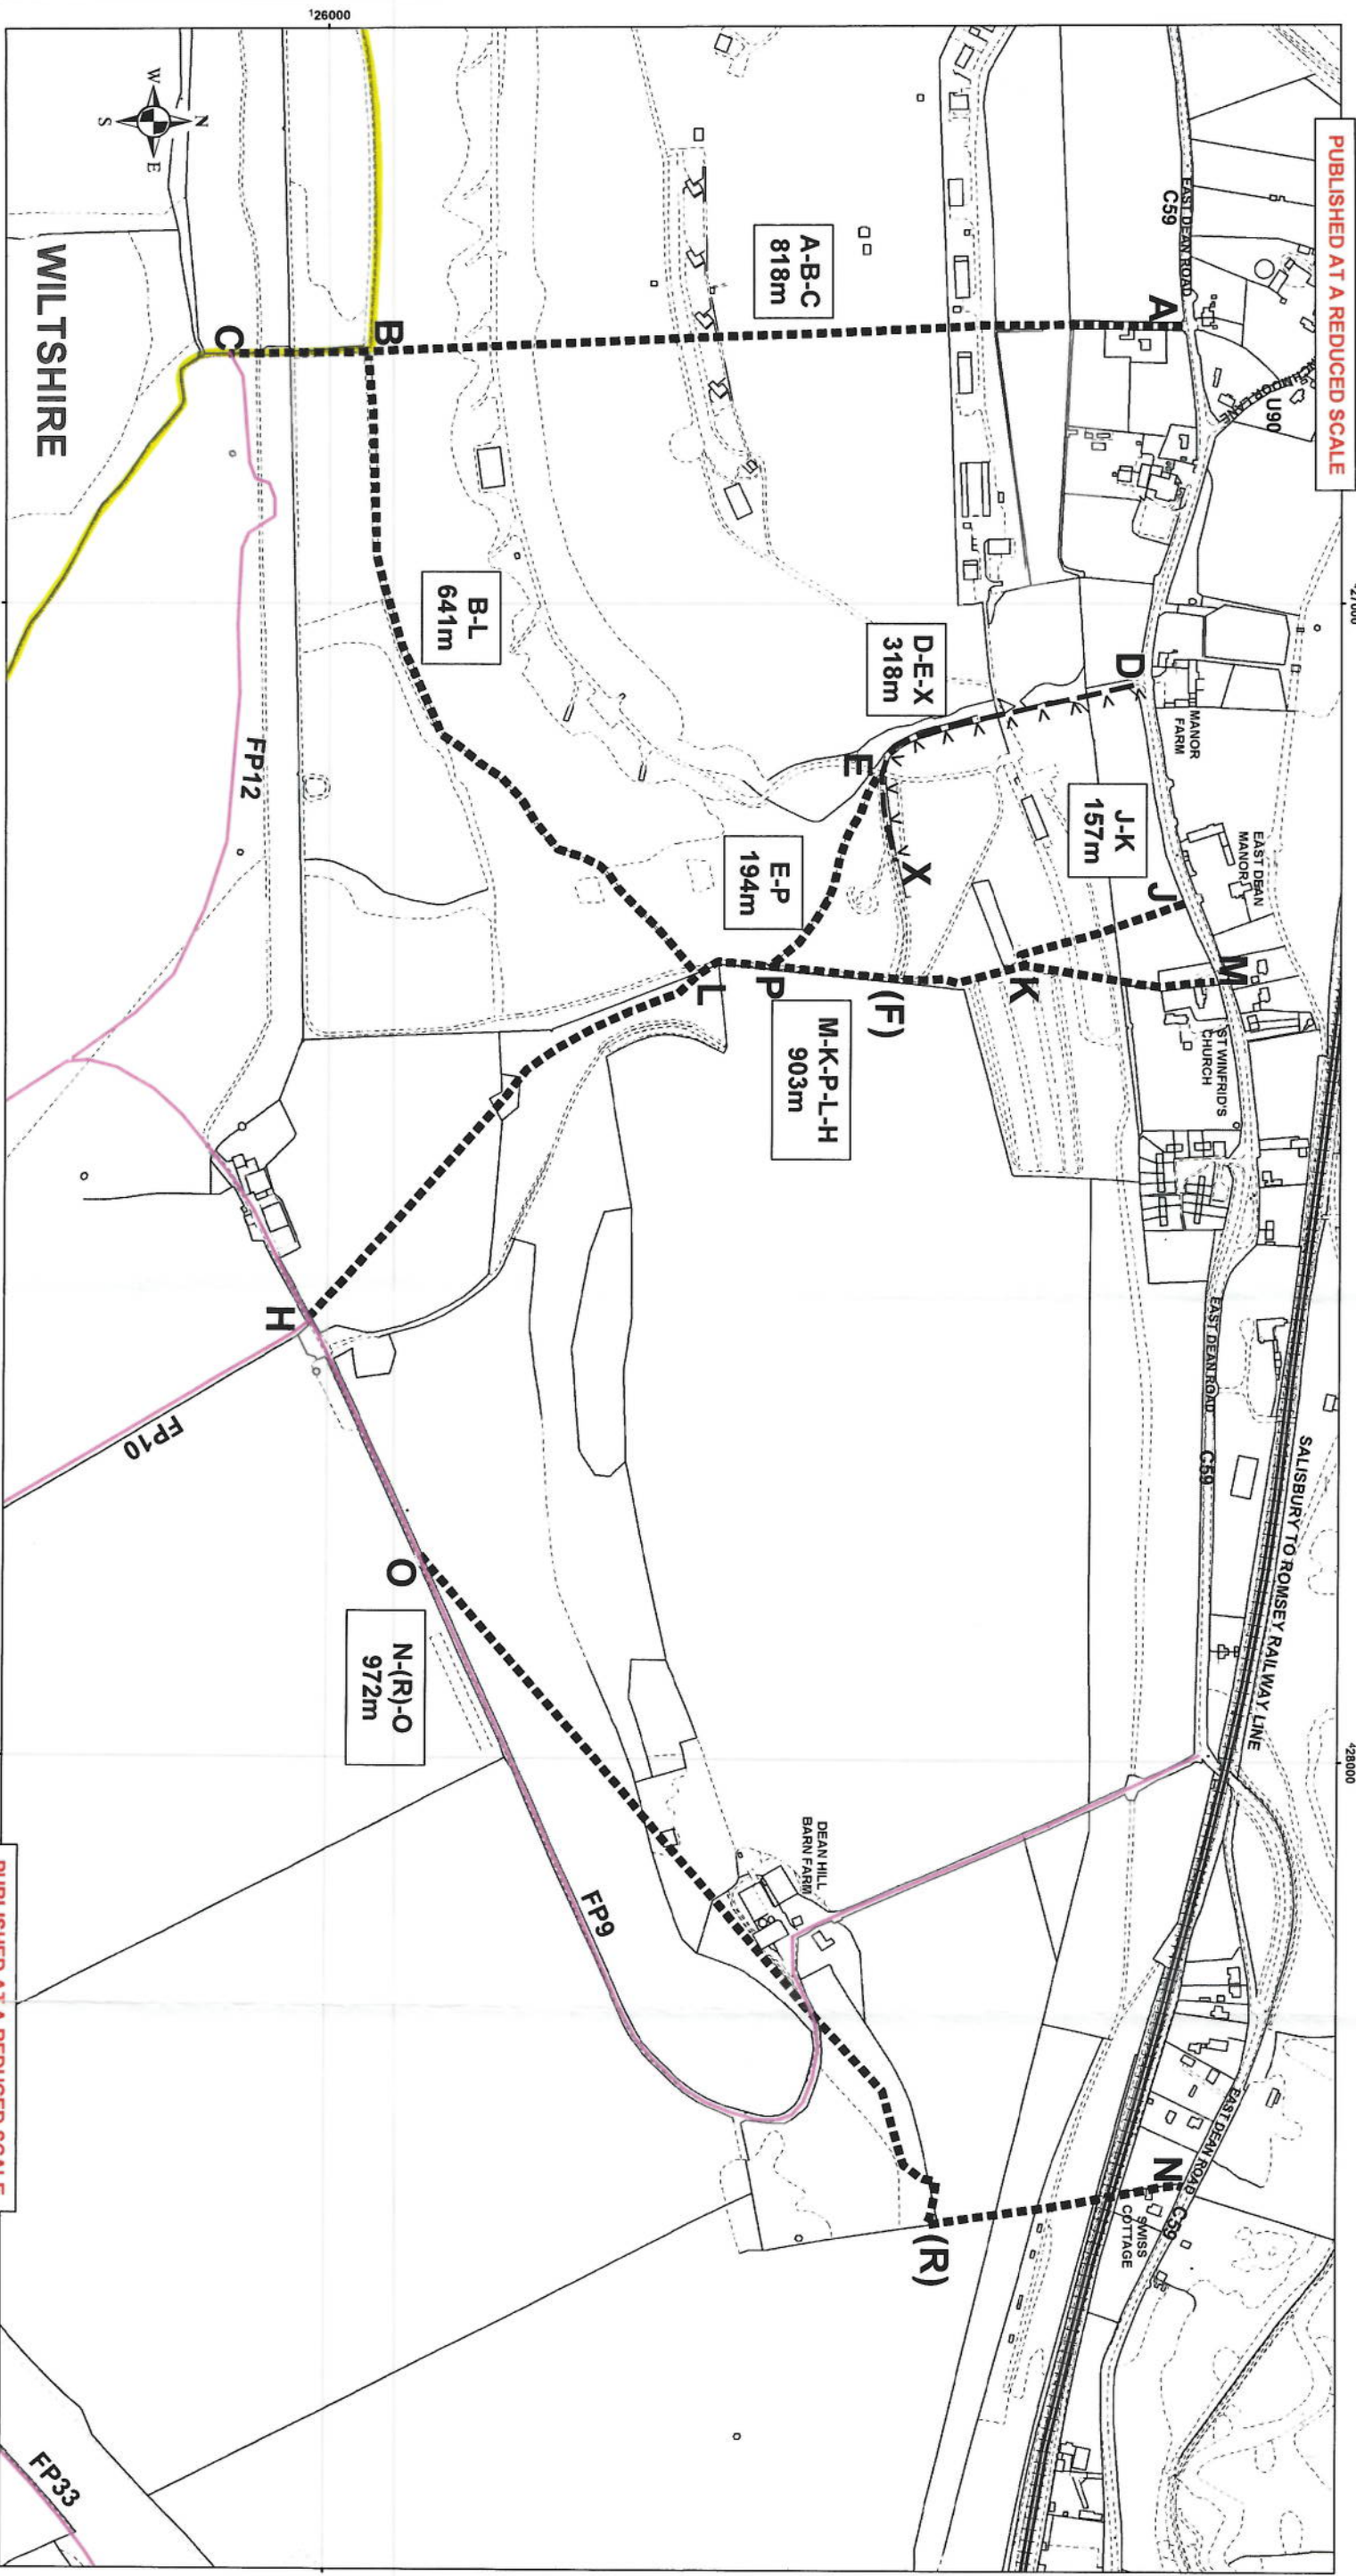 PUBLISHED AT A REDUCED SCALE
¹26000
⁴28000
N
W
E
S
WILTSHIRE
EAST DEAN ROAD
C59
U90
A
A-B-C
818m
B
C
B-L
641m
D
MANOR
FARM
D-E-X
318m
E
X
E-P
194m
J-K
157m
EAST DEAN
MANOR
J
M
K
(F)
P
L
M-K-P-L-H
903m
ST WINFRID'S
CHURCH
FP12
H
FP10
EAST DEAN ROAD
C59
SALISBURY TO ROMSEY RAILWAY LINE
O
N-(R)-O
972m
FP9
DEAN HILL
BARN FARM
EAST DEAN ROAD
C59
N
SWISS
COTTAGE
(R)
FP33